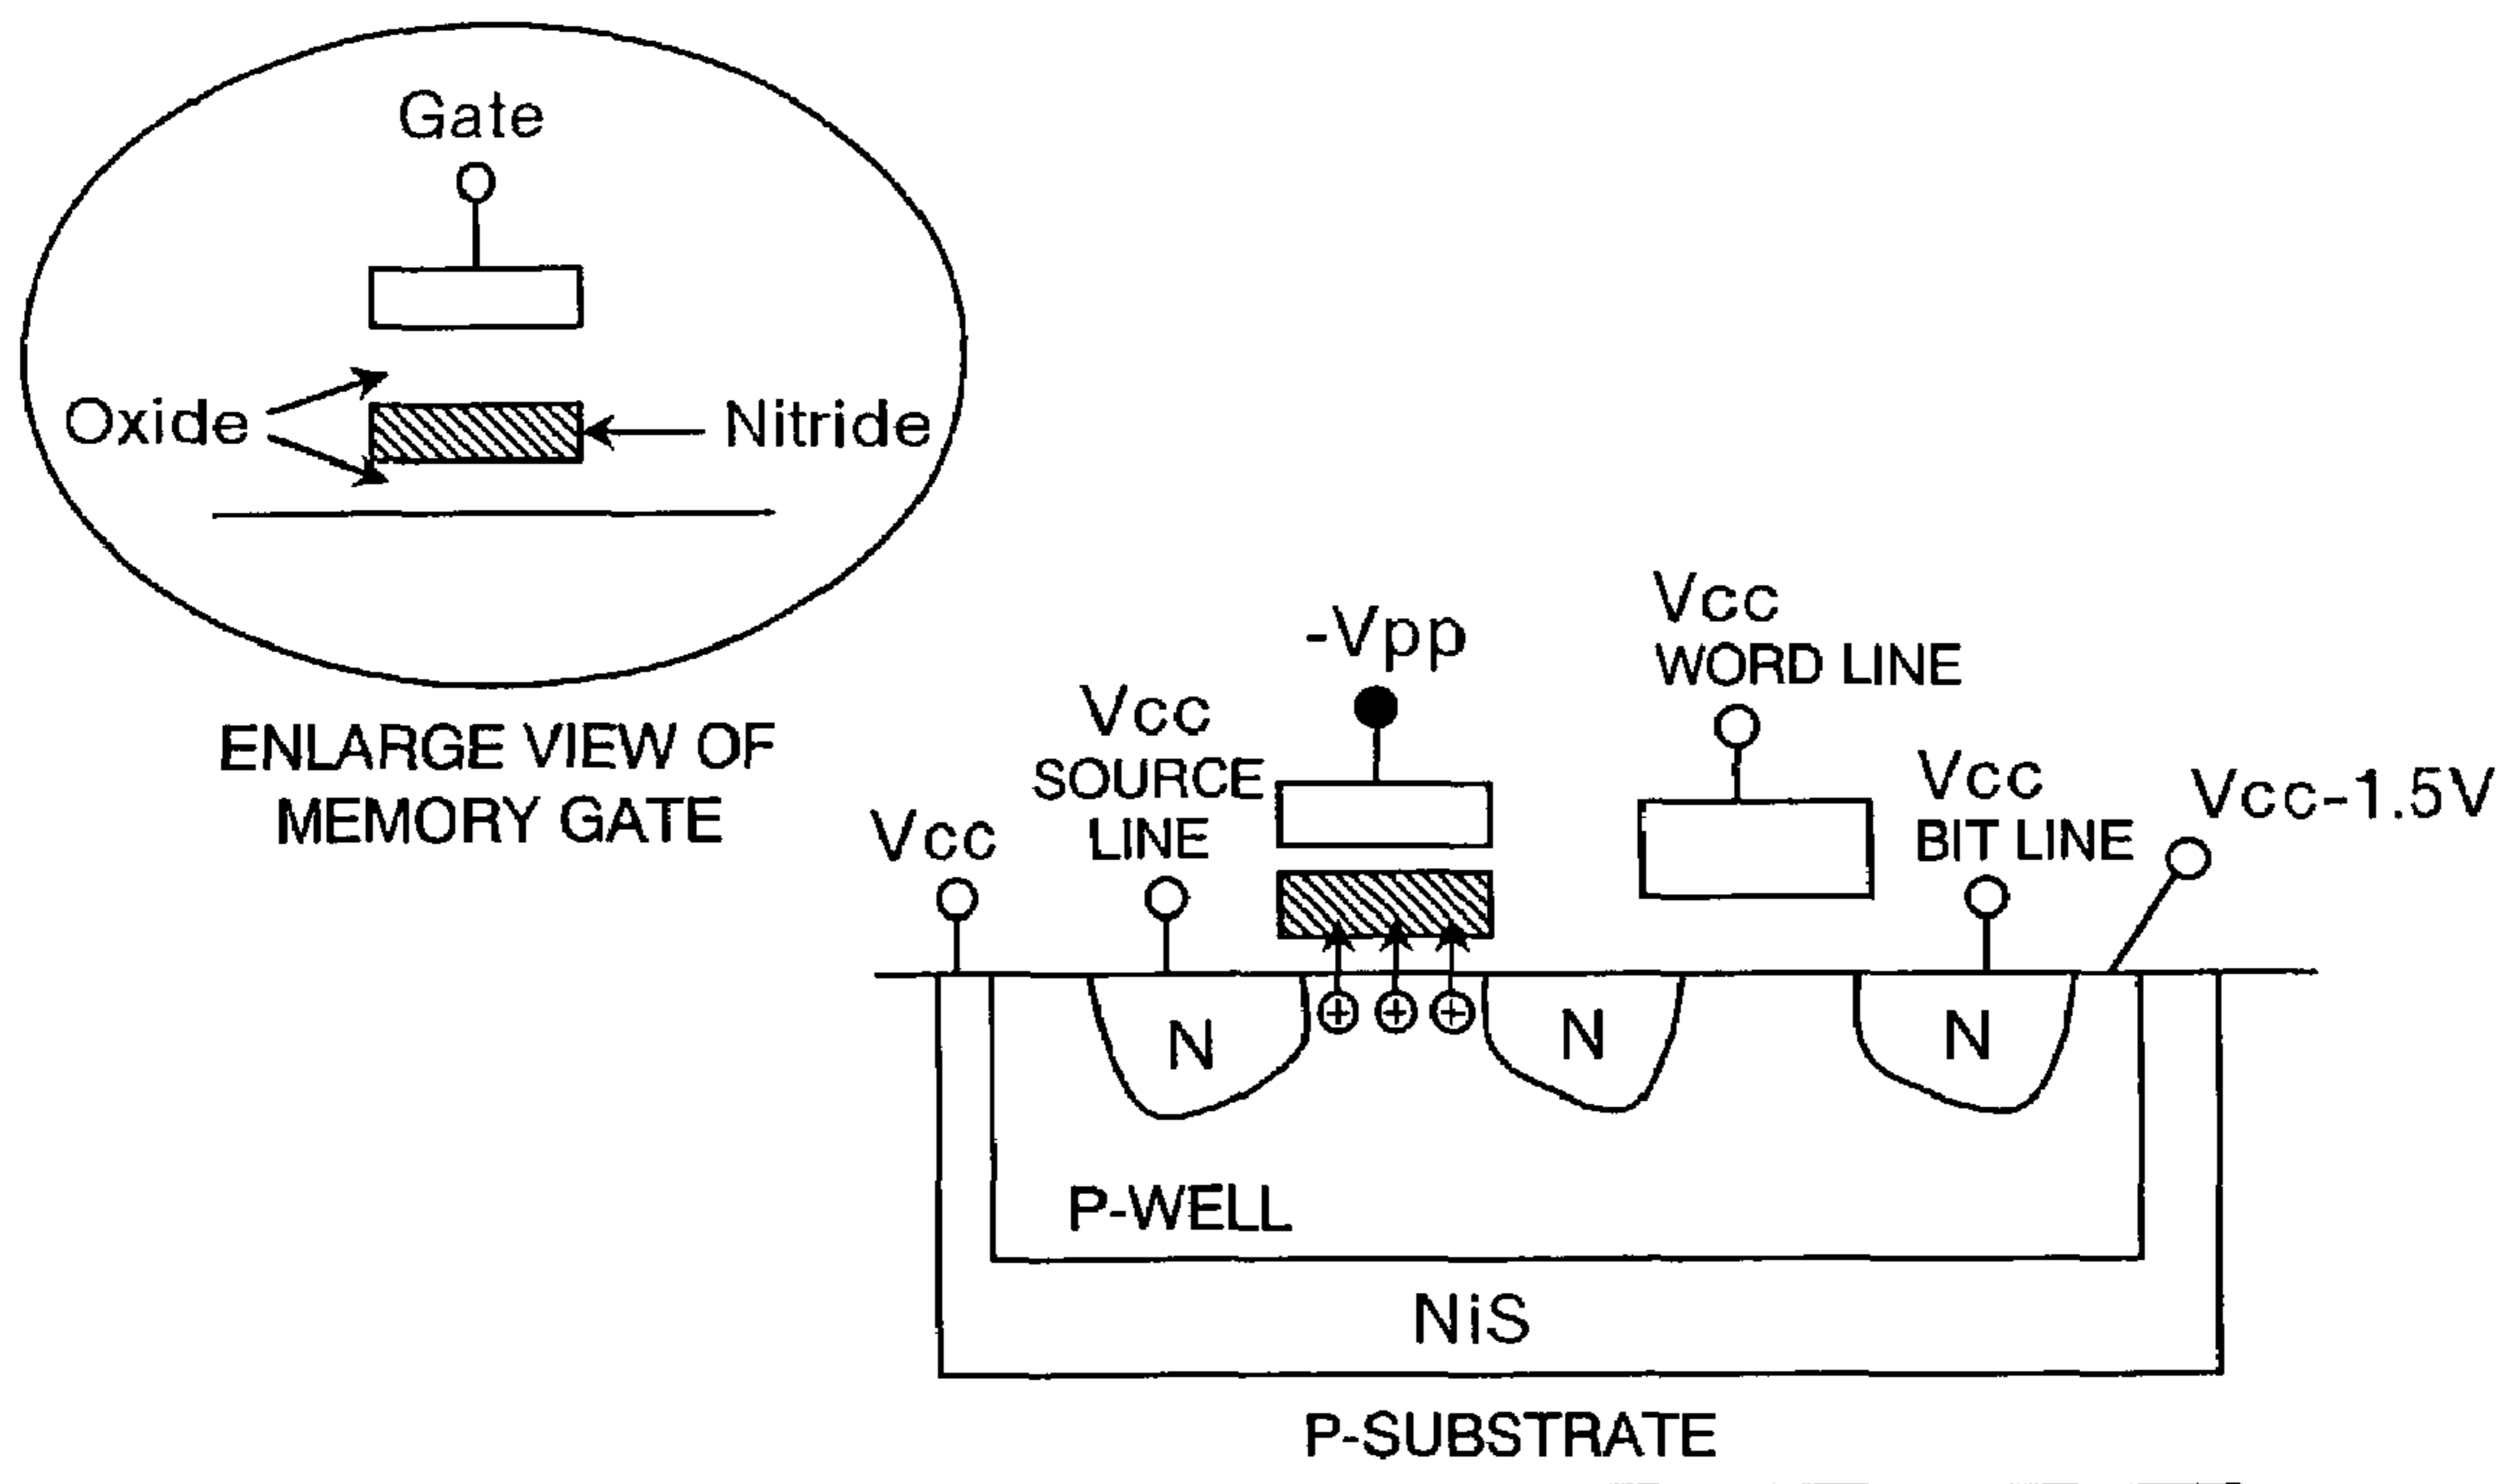 Gate
Oxide
Nitride
ENLARGE VIEW OF
MEMORY GATE
-Vpp
Vcc
WORD LINE
Vcc
SOURCE
LINE
Vcc
Vcc
BIT LINE
Vcc-1.5V
N
N
N
P-WELL
NiS
P-SUBSTRATE